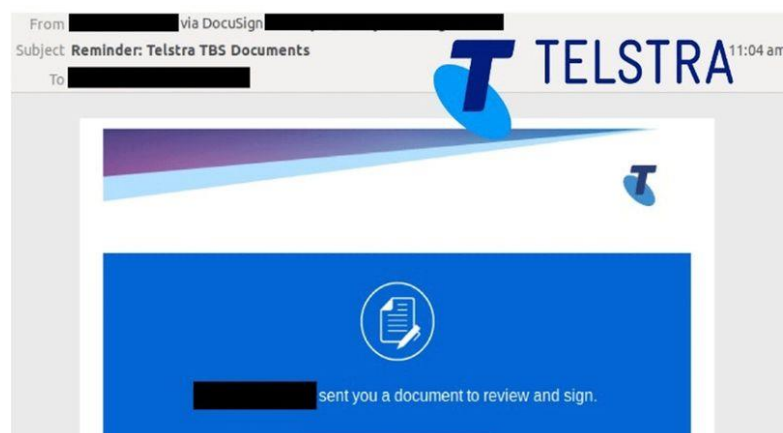 From via DocuSign
Subject Reminder: Telstra TBS Documents
11:04 am
To
TELSTRA
sent you a document to review and sign.